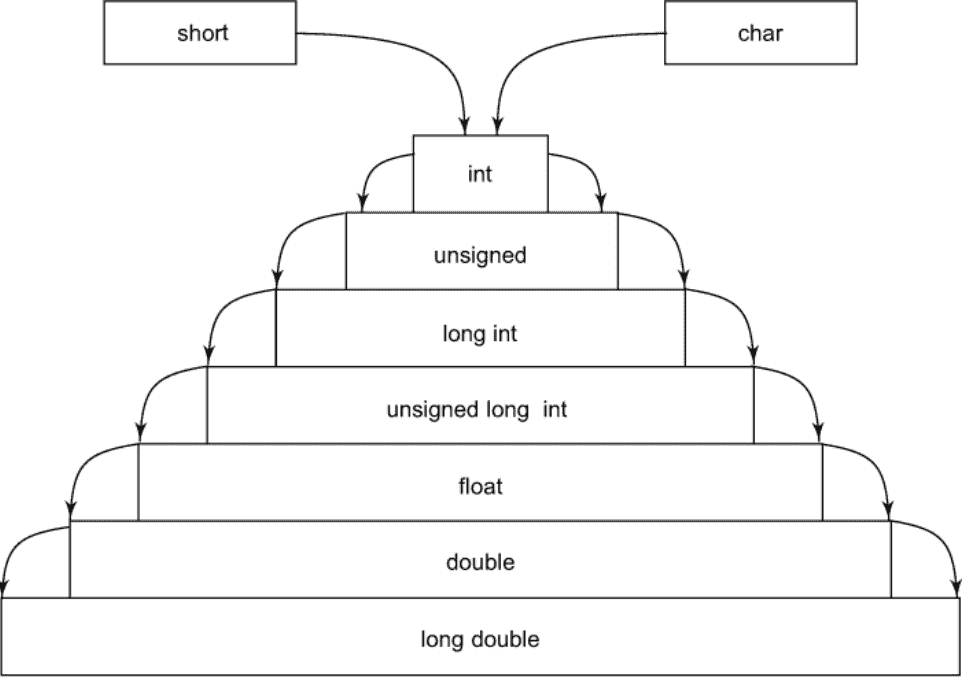 short
char
int
unsigned
long int
unsigned long int
float
double
long double